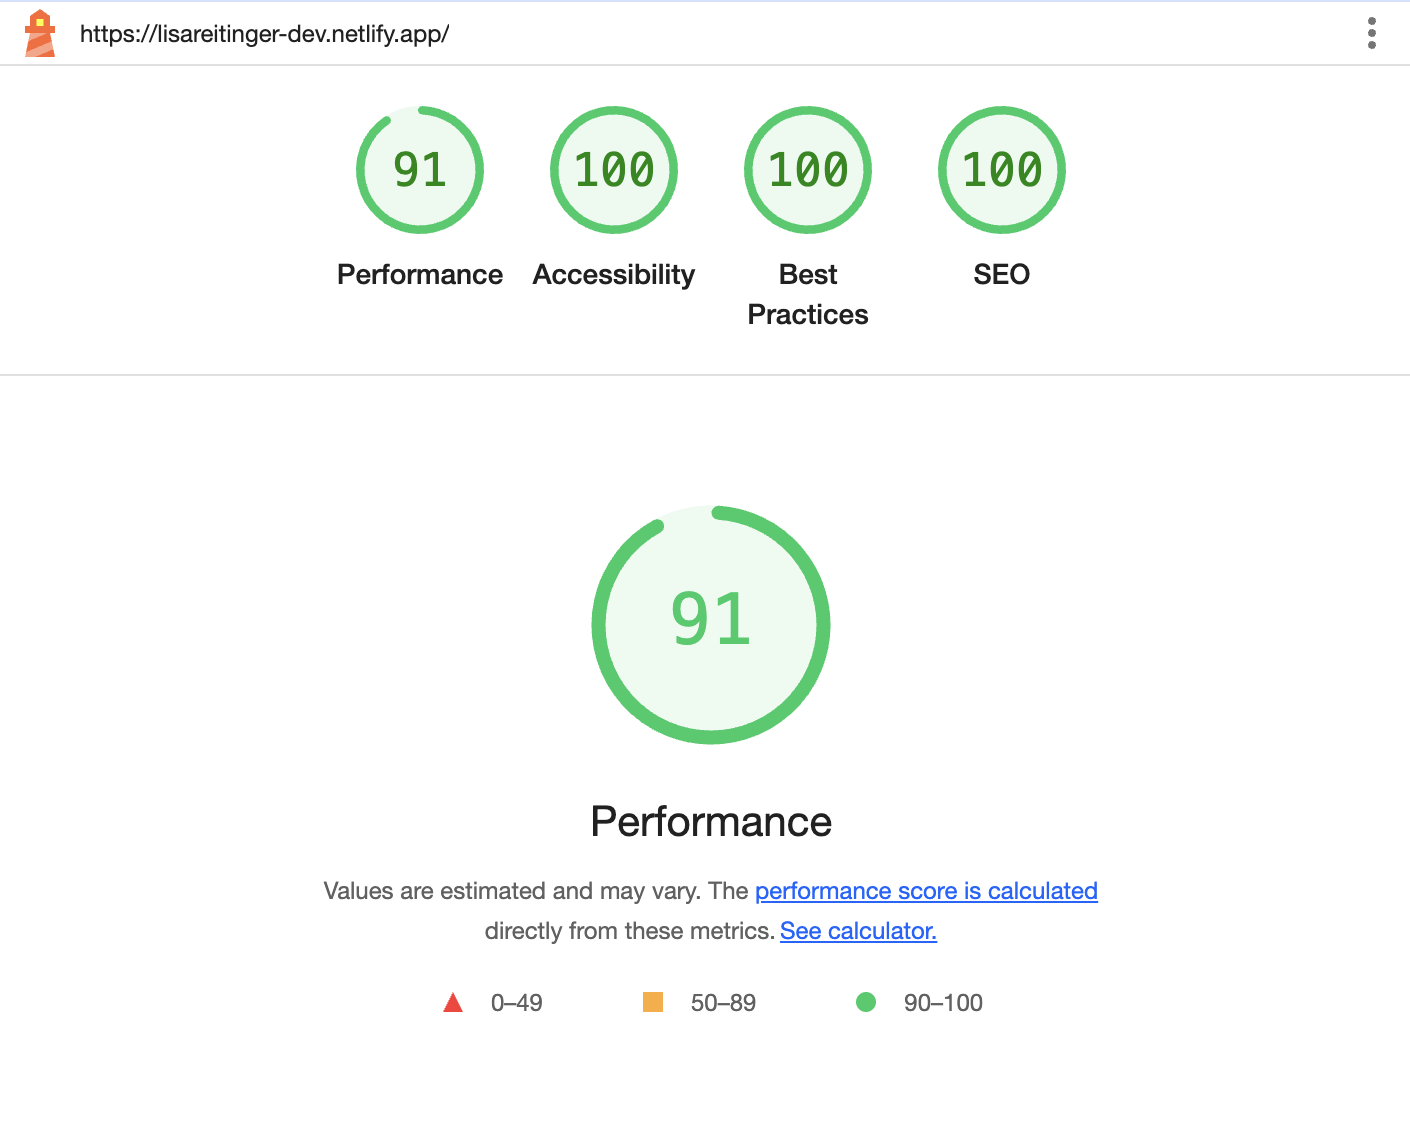 https://lisareitinger-dev.netlify.app/
91
100
100
100
Performance
Accessibility
Best
Practices
SEO
91
Performance
Values are estimated and may vary. The performance score is calculated
directly from these metrics. See calculator.
0–49
50–89
90–100